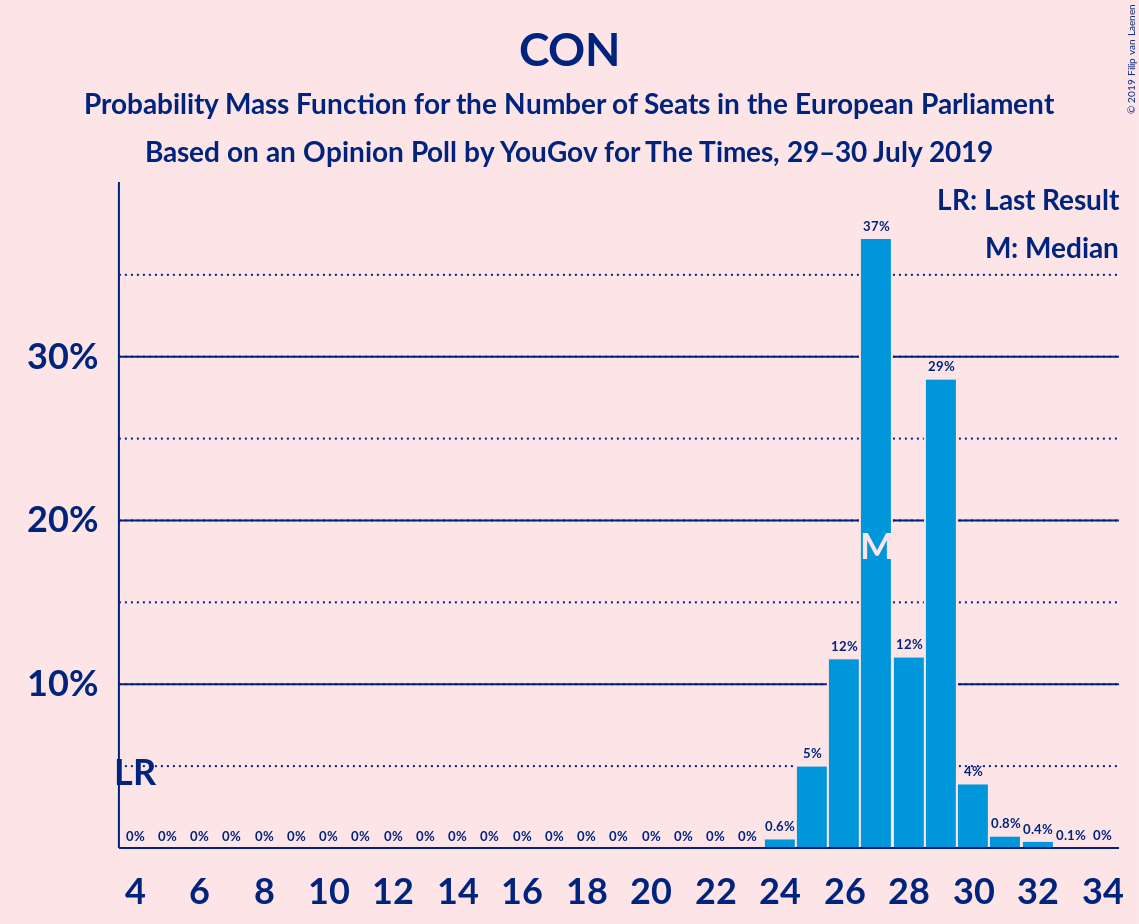 CON
Probability Mass Function for the Number of Seats in the European Parliament
Based on an Opinion Poll by YouGov for The Times, 29–30 July 2019
© 2019 Filip van Laenen
LR: Last Result
M: Median
37%
30%
29%
20%
M
12% 12%
10%
5%
4%
LR
0% 0% 0% 0% 0% 0% 0% 0% 0% 0% 0% 0% 0% 0% 0% 0% 0% 0% 0% 0% 0.6% 0.8% 0.4% 0.1% 0%
4 6 8 10 12 14 16 18 20 22 24 26 28 30 32 34